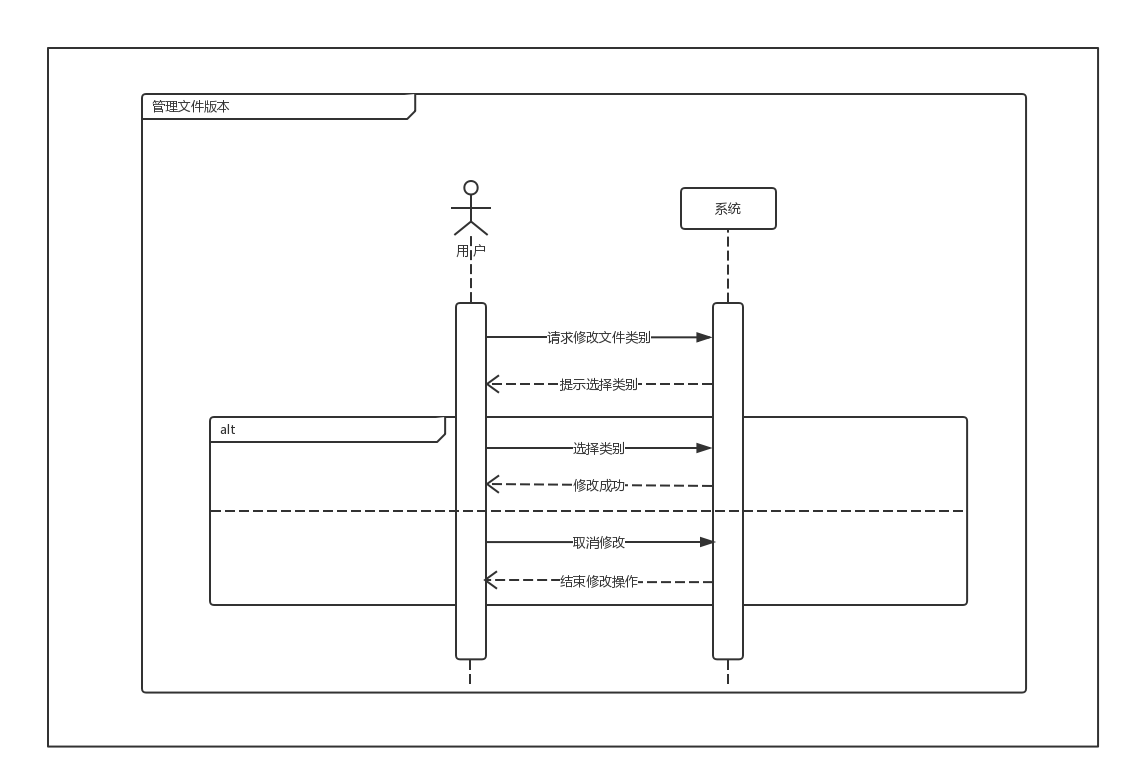 管理文件版本
用户
系统
请求修改文件类别
提示选择类别
alt
选择类别
修改成功
取消修改
结束修改操作